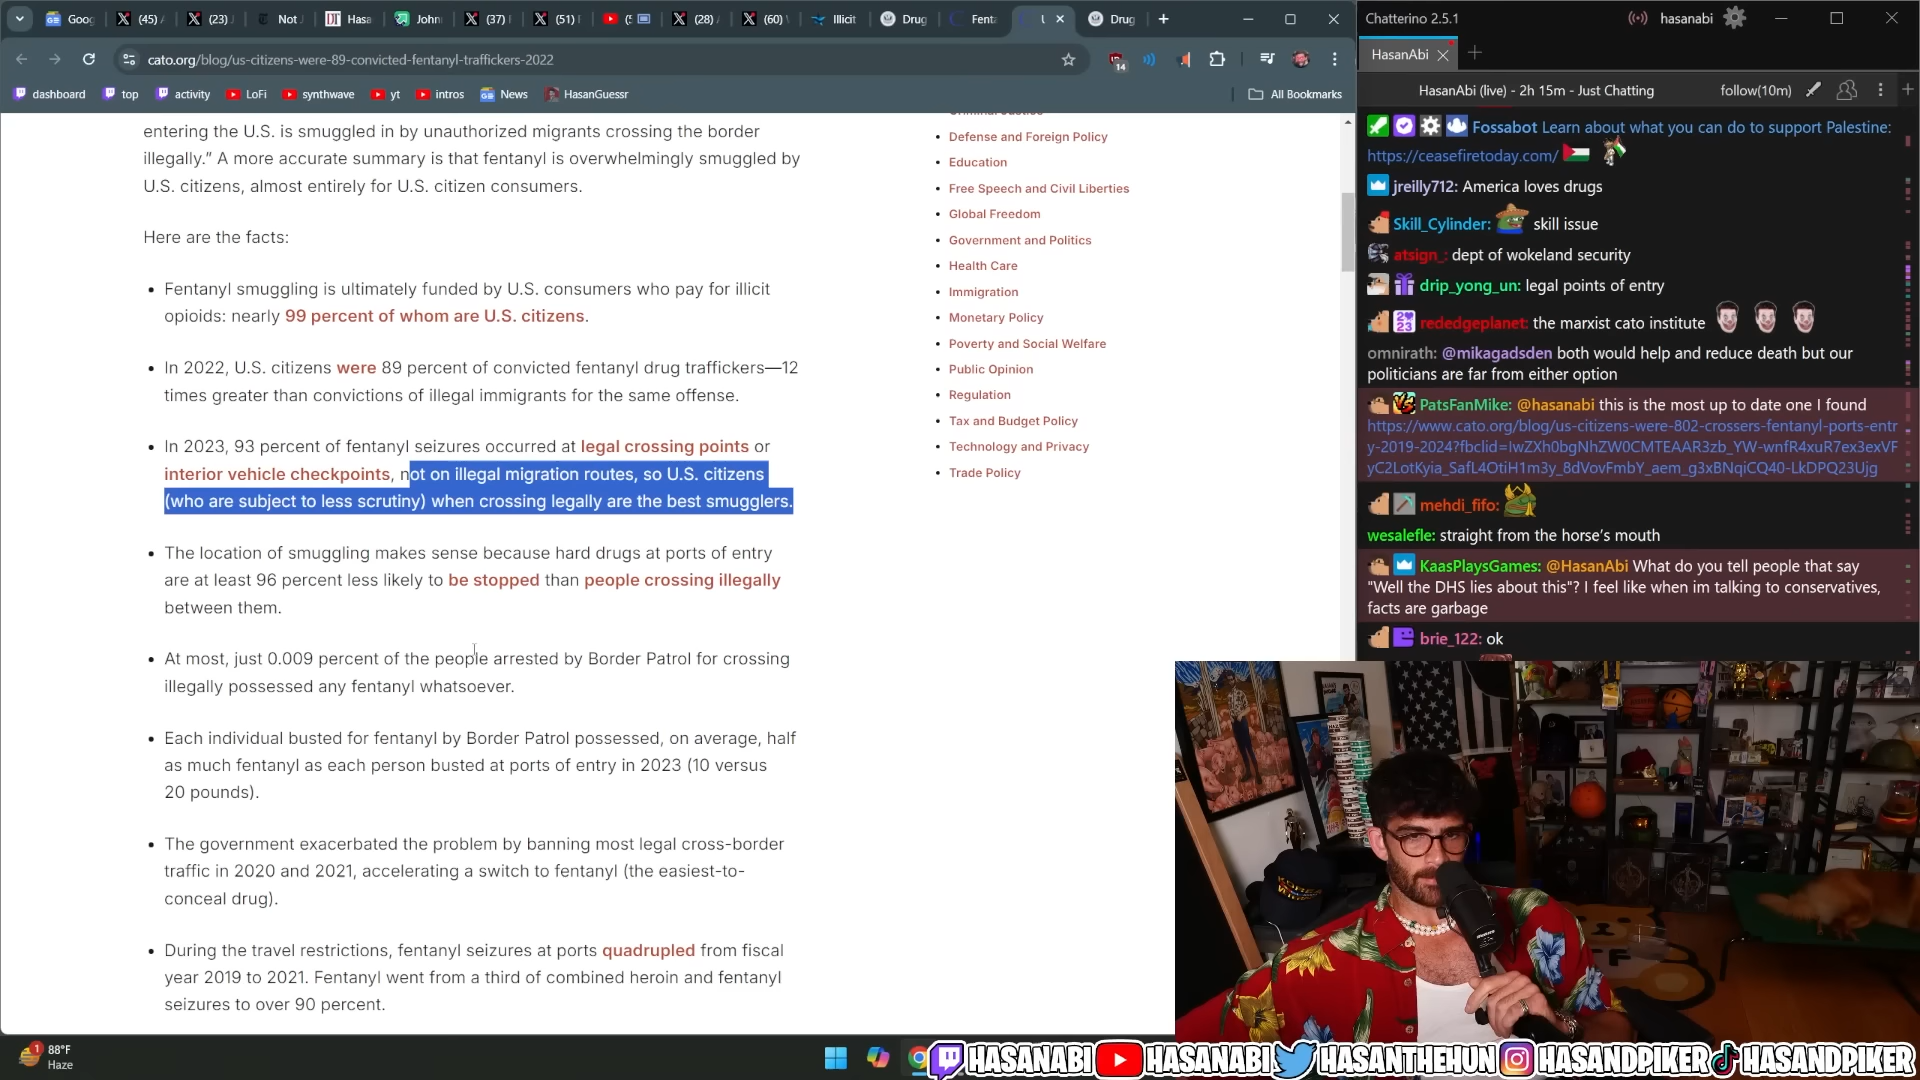 (45)
(23)
Not
Hasa
John
(37)
(51)
(28)
(60)
Illicit
Drug
Fenta
Drug
cato.org/blog/us-citizens-were-89-convicted-fentanyl-traffickers-2022
14
dashboard
top
activity
LoFi
synthwave
yt
intros
News
HasanGuessr
All Bookmarks
entering the U.S. is smuggled in by unauthorized migrants crossing the border
illegally.” A more accurate summary is that fentanyl is overwhelmingly smuggled by
U.S. citizens, almost entirely for U.S. citizen consumers.
Here are the facts:
• Fentanyl smuggling is ultimately funded by U.S. consumers who pay for illicit
opioids: nearly 99 percent of whom are U.S. citizens.
• In 2022, U.S. citizens were 89 percent of convicted fentanyl drug traffickers—12
times greater than convictions of illegal immigrants for the same offense.
• In 2023, 93 percent of fentanyl seizures occurred at legal crossing points or
interior vehicle checkpoints, not on illegal migration routes, so U.S. citizens
(who are subject to less scrutiny) when crossing legally are the best smugglers.
• The location of smuggling makes sense because hard drugs at ports of entry
are at least 96 percent less likely to be stopped than people crossing illegally
between them.
• At most, just 0.009 percent of the people arrested by Border Patrol for crossing
illegally possessed any fentanyl whatsoever.
• Each individual busted for fentanyl by Border Patrol possessed, on average, half
as much fentanyl as each person busted at ports of entry in 2023 (10 versus
20 pounds).
• The government exacerbated the problem by banning most legal cross-border
traffic in 2020 and 2021, accelerating a switch to fentanyl (the easiest-to-
conceal drug).
• During the travel restrictions, fentanyl seizures at ports quadrupled from fiscal
year 2019 to 2021. Fentanyl went from a third of combined heroin and fentanyl
seizures to over 90 percent.
• Defense and Foreign Policy
• Education
• Free Speech and Civil Liberties
• Global Freedom
• Government and Politics
• Health Care
• Immigration
• Monetary Policy
• Poverty and Social Welfare
• Public Opinion
• Regulation
• Tax and Budget Policy
• Technology and Privacy
• Trade Policy
Chatterino 2.5.1
hasanabi
HasanAbi
HasanAbi (live) - 2h 15m - Just Chatting
follow(10m)
Fossabot Learn about what you can do to support Palestine:
https://ceasefiretoday.com/
jreilly712: America loves drugs
Skill_Cylinder: skill issue
atsign_: dept of wokeland security
drip_yong_un: legal points of entry
rededgeplanet: the marxist cato institute
omnirath: @mikagadsden both would help and reduce death but our
politicians are far from either option
PatsFanMike: @hasanabi this is the most up to date one I found
https://www.cato.org/blog/us-citizens-were-802-crossers-fentanyl-ports-entr
y-2019-2024?fbclid=IwZXh0bgNhZW0CMTEAAR3zb_YW-wnfR4xuR7ex3exVF
yC2LotKyia_SafL4OtiH1m3y_8dVovFmbY_aem_g3xBNqiCQ40-LkDPQ23Ujg
mehdi_fifo:
wesalefle: straight from the horse’s mouth
KaasPlaysGames: @HasanAbi What do you tell people that say
"Well the DHS lies about this"? I feel like when im talking to conservatives,
facts are garbage
brie_122: ok
1
88°F
Haze
HASANABI
HASANABI
HASANTHEHUN
HASANDPIKER
HASANDPIKER